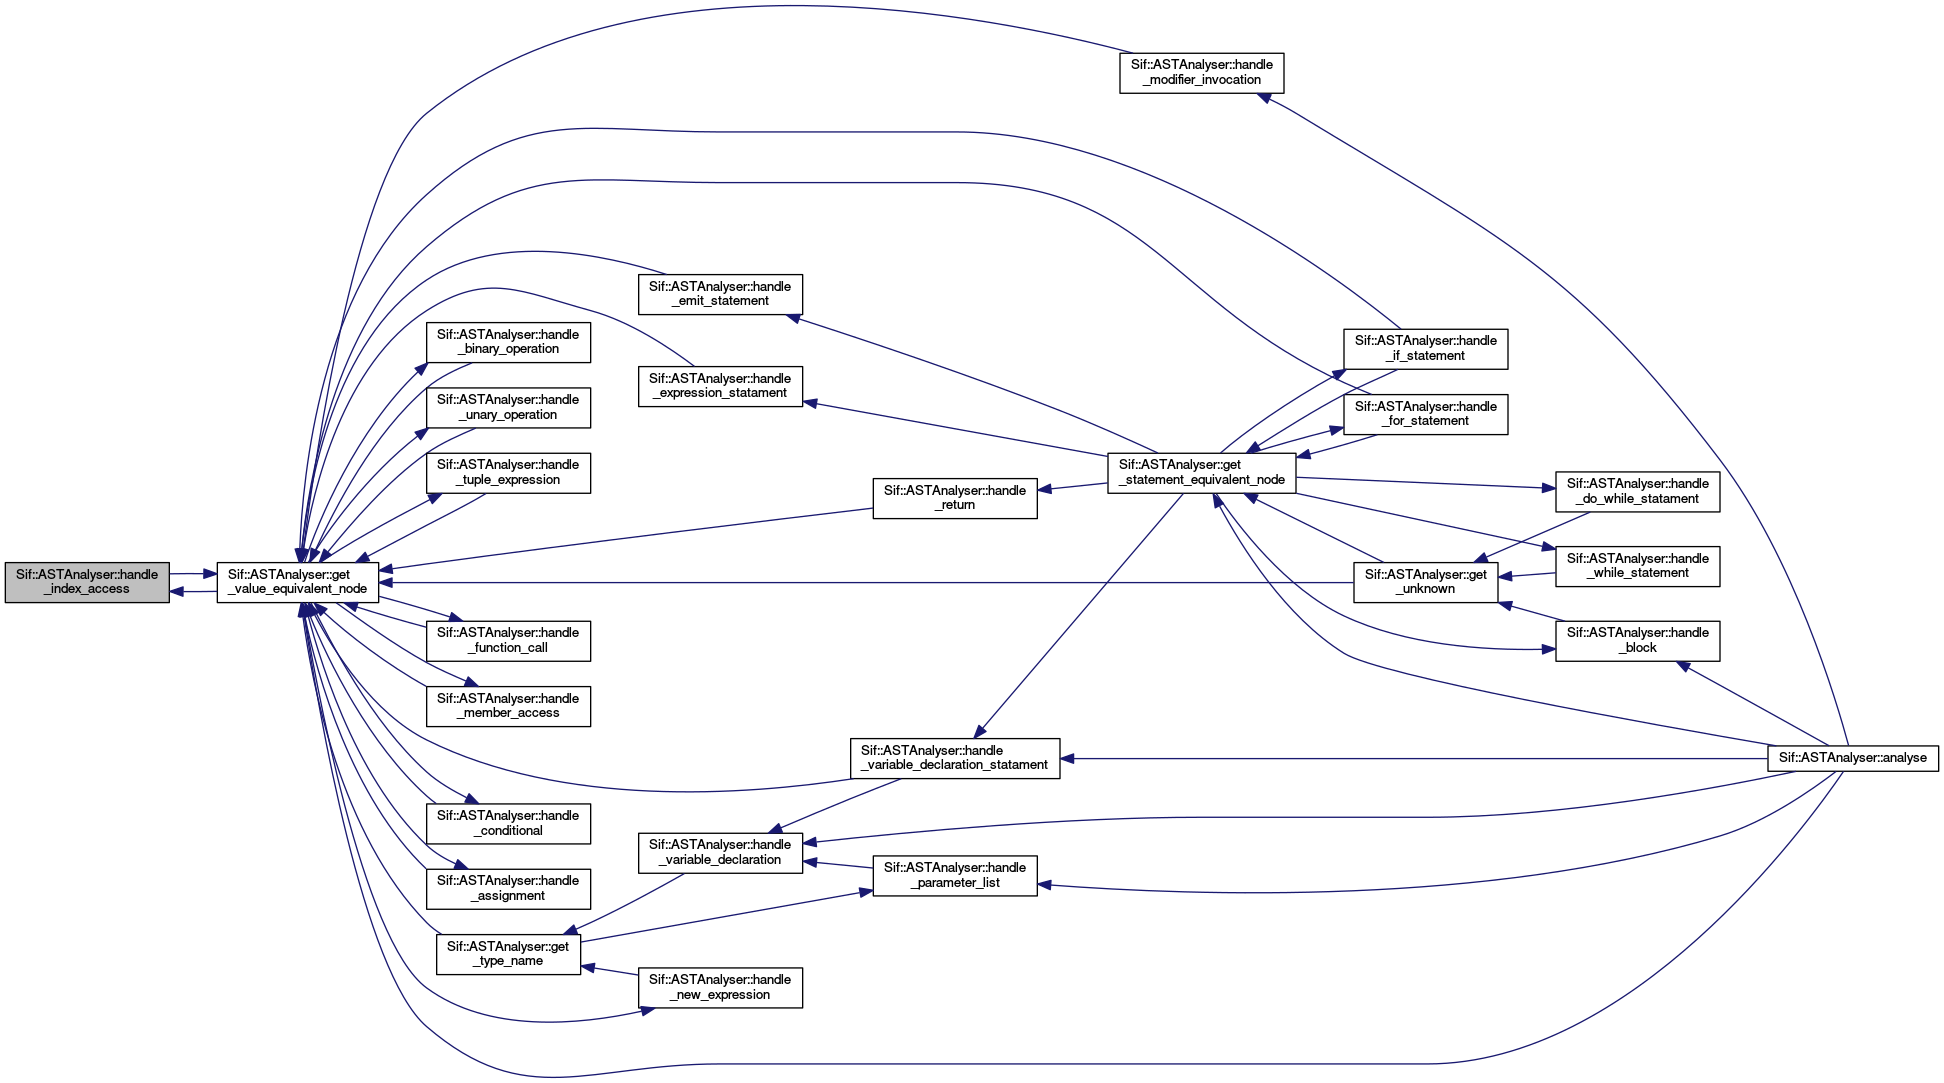 Sif::ASTAnalyser::handle
_modifier_invocation
Sif::ASTAnalyser::handle
_emit_statement
Sif::ASTAnalyser::handle
_binary_operation
Sif::ASTAnalyser::handle
_if_statement
Sif::ASTAnalyser::handle
_expression_statament
Sif::ASTAnalyser::handle
_unary_operation
Sif::ASTAnalyser::handle
_for_statement
Sif::ASTAnalyser::handle
_tuple_expression
Sif::ASTAnalyser::get
_statement_equivalent_node
Sif::ASTAnalyser::handle
_return
Sif::ASTAnalyser::handle
_do_while_statament
Sif::ASTAnalyser::handle
_while_statement
Sif::ASTAnalyser::handle
_index_access
Sif::ASTAnalyser::get
_value_equivalent_node
Sif::ASTAnalyser::get
_unknown
Sif::ASTAnalyser::handle
_function_call
Sif::ASTAnalyser::handle
_block
Sif::ASTAnalyser::handle
_member_access
Sif::ASTAnalyser::handle
_variable_declaration_statament
Sif::ASTAnalyser::analyse
Sif::ASTAnalyser::handle
_conditional
Sif::ASTAnalyser::handle
_variable_declaration
Sif::ASTAnalyser::handle
_parameter_list
Sif::ASTAnalyser::handle
_assignment
Sif::ASTAnalyser::get
_type_name
Sif::ASTAnalyser::handle
_new_expression